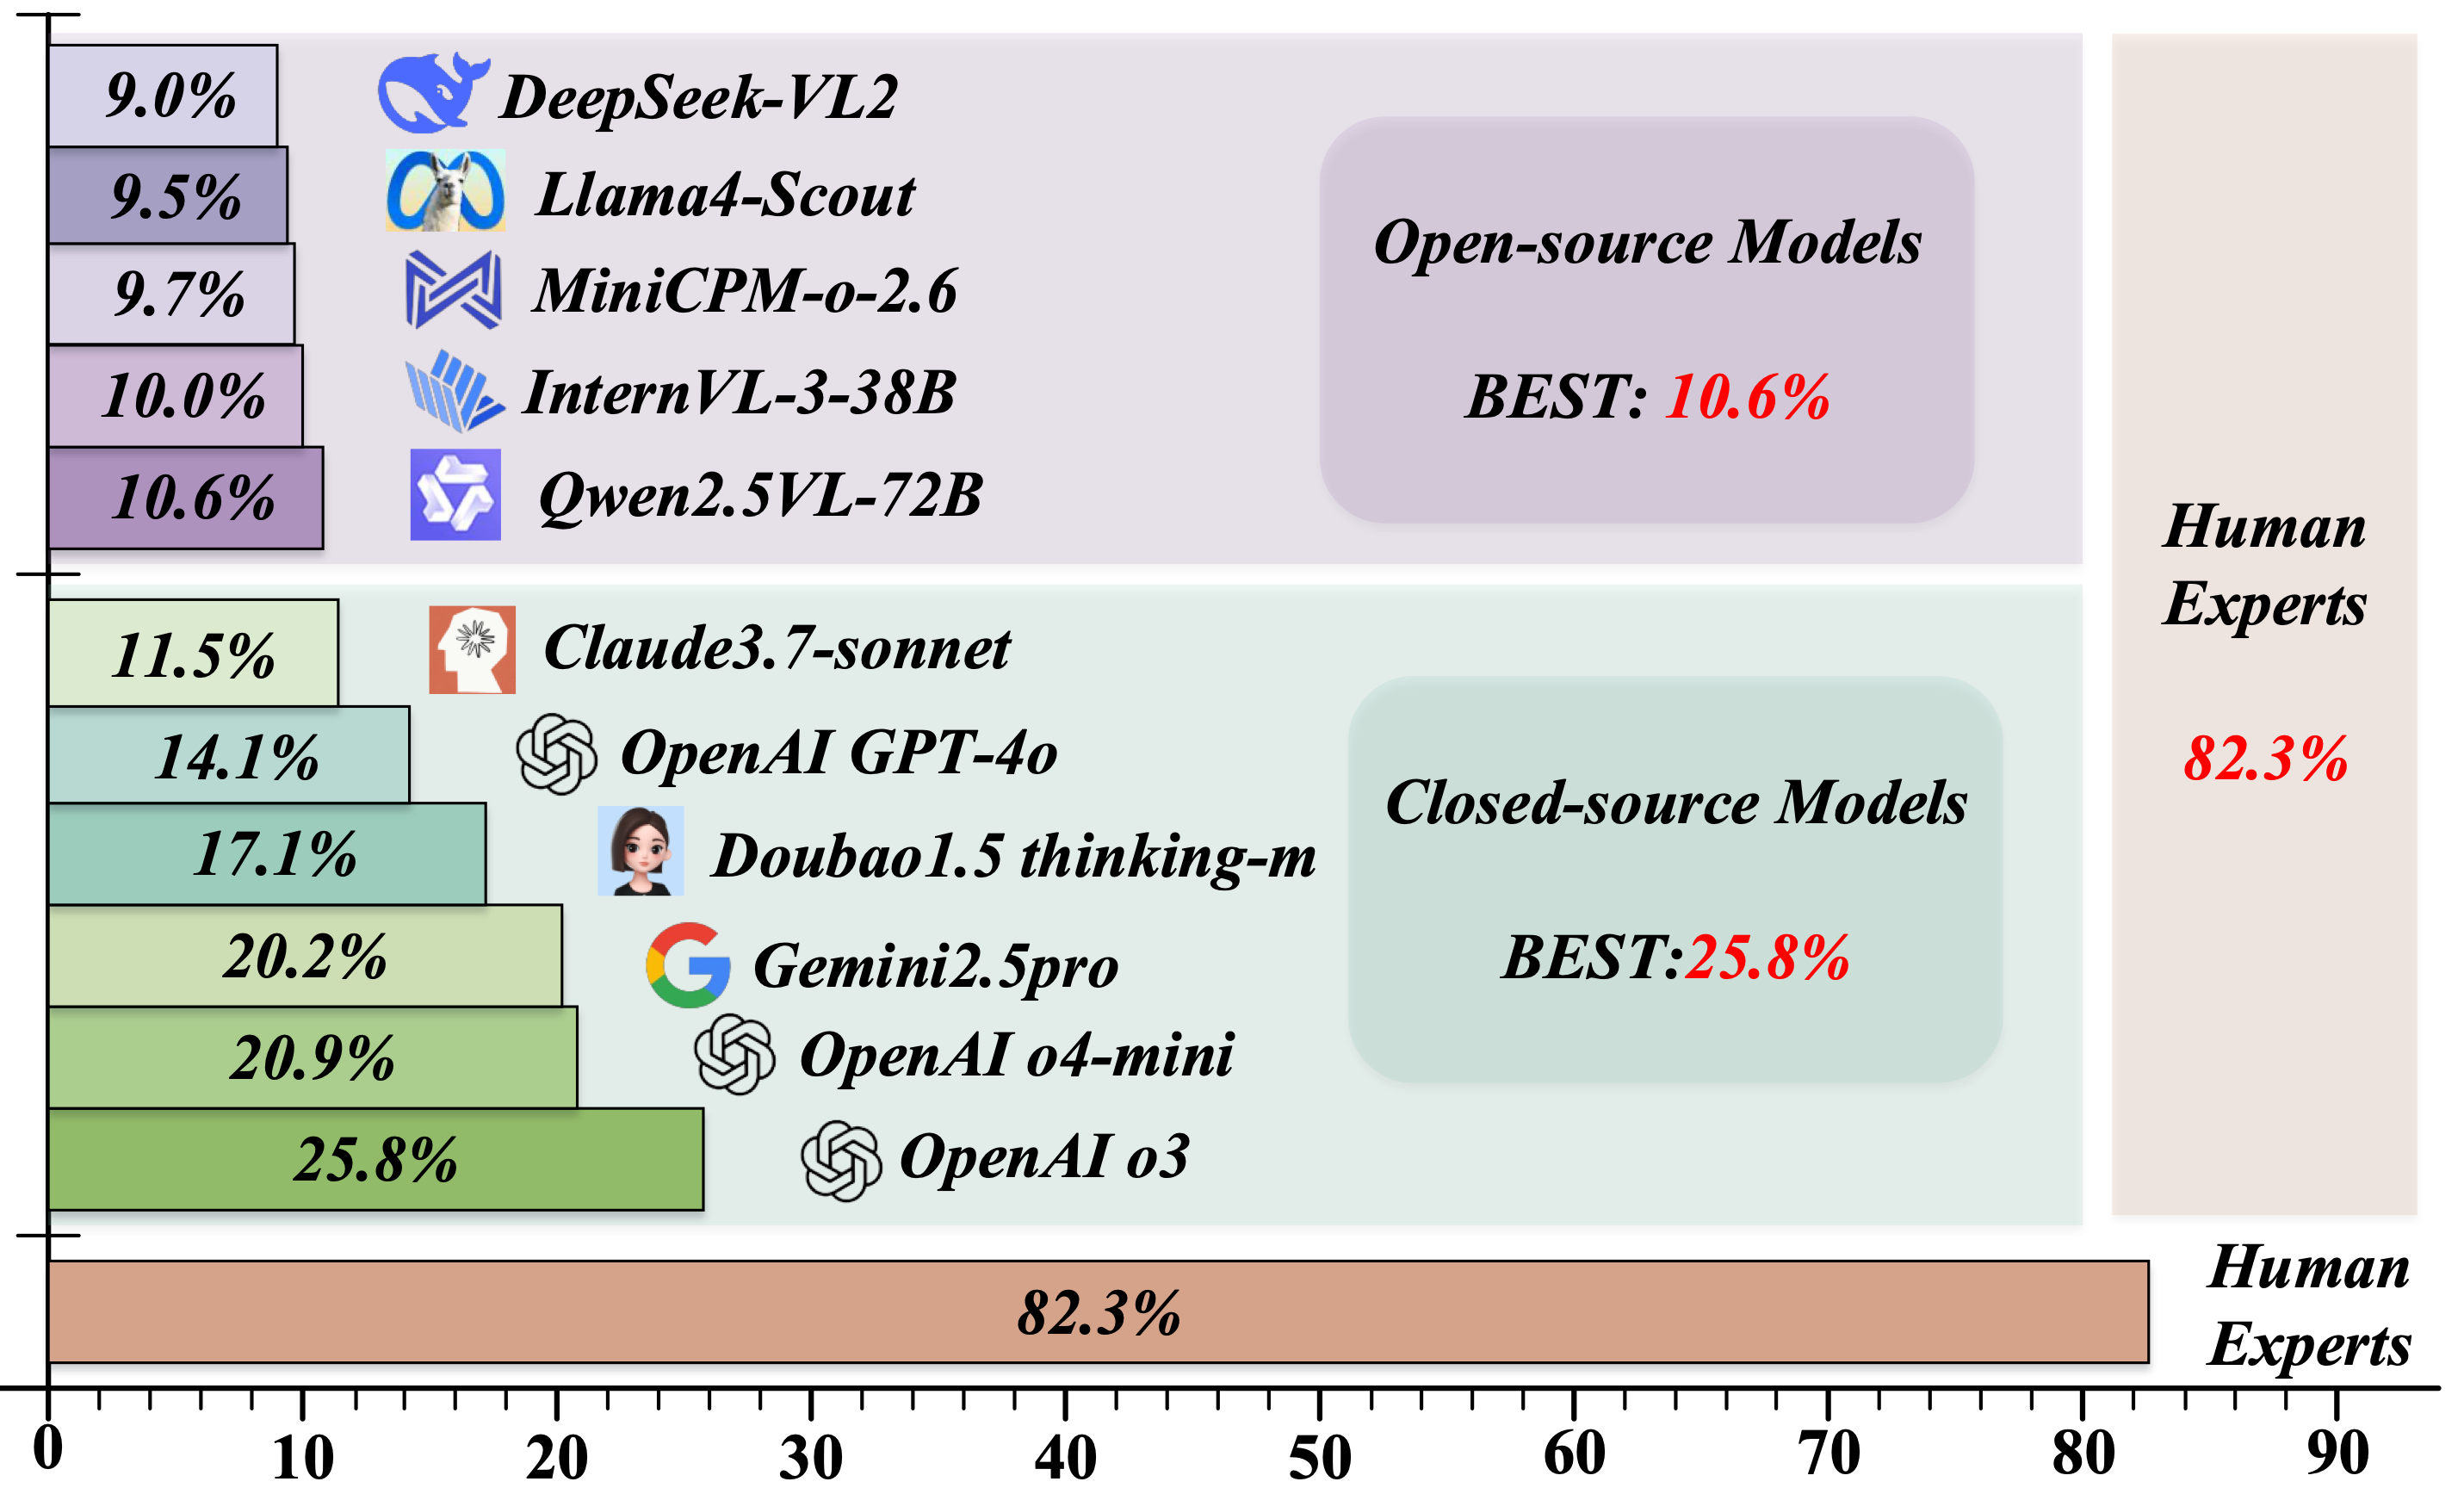 9.0% DeepSeek-VL2
9.5% Llama4-Scout
9.7% MiniCPM-o-2.6
10.0% InternVL-3-38B
10.6% Qwen2.5VL-72B
Open-source Models
BEST: 10.6%
11.5% Claude3.7-sonnet
14.1% OpenAI GPT-4o
17.1% Doubao1.5 thinking-m
20.2% Gemini2.5pro
20.9% OpenAI o4-mini
25.8% OpenAI o3
Closed-source Models
BEST:25.8%
Human
Experts
82.3%
82.3%
Human
Experts
0 10 20 30 40 50 60 70 80 90